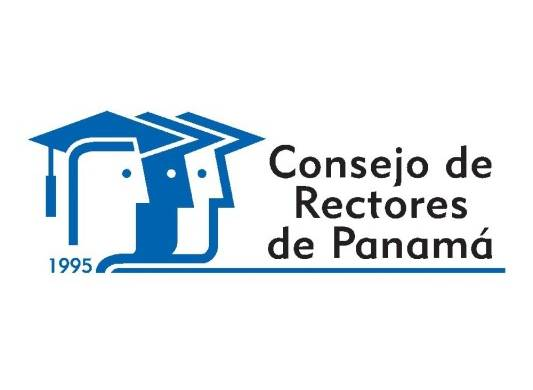 Consejo de
Rectores
de Panamá
1995